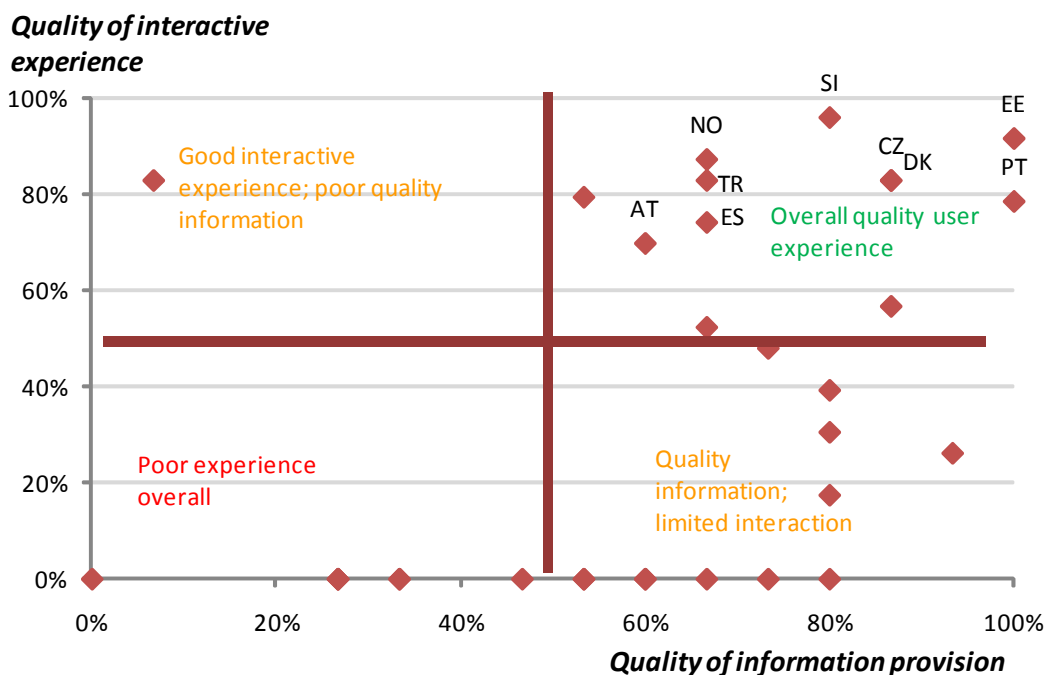 Quality of interactive
experience
SI
100%
EE
NO
CZ
DK
PT
Good interactive
experience; poor quality
information
80%
TR
AT
ES
Overall quality user
experience
60%
40%
Poor experience
overall
Quality
information;
limited interaction
20%
0%
0%
20%
40%
60%
80%
100%
Quality of information provision